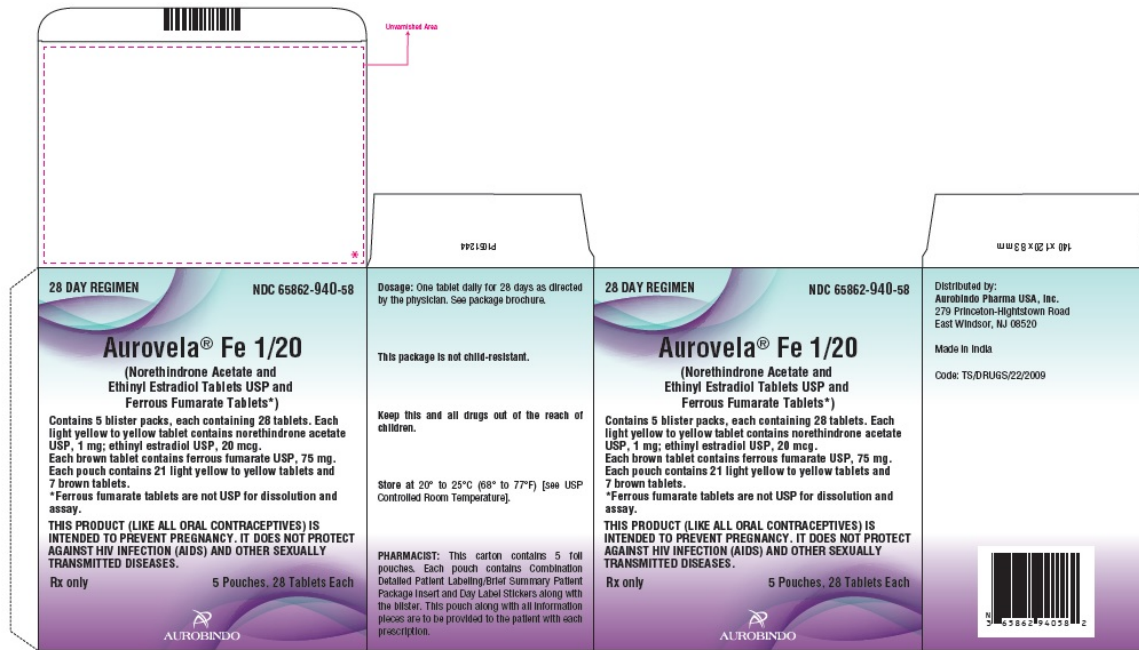 Unvarnished Area
*
P1516244
140 x 120 x 83 mm
28 DAY REGIMEN NDC 65862-940-58
Aurovela® Fe 1/20
(Norethindrone Acetate and
Ethinyl Estradiol Tablets USP and
Ferrous Fumarate Tablets*)
Contains 5 blister packs, each containing 28 tablets. Each
light yellow to yellow tablet contains norethindrone acetate
USP, 1 mg; ethinyl estradiol USP, 20 mcg.
Each brown tablet contains ferrous fumarate USP, 75 mg.
Each pouch contains 21 light yellow to yellow tablets and
7 brown tablets.
*Ferrous fumarate tablets are not USP for dissolution and
assay.
THIS PRODUCT (LIKE ALL ORAL CONTRACEPTIVES) IS
INTENDED TO PREVENT PREGNANCY. IT DOES NOT PROTECT
AGAINST HIV INFECTION (AIDS) AND OTHER SEXUALLY
TRANSMITTED DISEASES.
Rx only 5 Pouches, 28 Tablets Each
AUROBINDO
Dosage: One tablet daily for 28 days as directed
by the physician. See package brochure.
This package is not child-resistant.
Keep this and all drugs out of the reach of
children.
Store at 20° to 25°C (68° to 77°F) [see USP
Controlled Room Temperature].
PHARMACIST: This carton contains 5 foil
pouches. Each pouch contains Combination
Detailed Patient Labeling/Brief Summary Patient
Package Insert and Day Label Stickers along with
the blister. This pouch along with all information
pieces are to be provided to the patient with each
prescription.
28 DAY REGIMEN NDC 65862-940-58
Aurovela® Fe 1/20
(Norethindrone Acetate and
Ethinyl Estradiol Tablets USP and
Ferrous Fumarate Tablets*)
Contains 5 blister packs, each containing 28 tablets. Each
light yellow to yellow tablet contains norethindrone acetate
USP, 1 mg; ethinyl estradiol USP, 20 mcg.
Each brown tablet contains ferrous fumarate USP, 75 mg.
Each pouch contains 21 light yellow to yellow tablets and
7 brown tablets.
*Ferrous fumarate tablets are not USP for dissolution and
assay.
THIS PRODUCT (LIKE ALL ORAL CONTRACEPTIVES) IS
INTENDED TO PREVENT PREGNANCY. IT DOES NOT PROTECT
AGAINST HIV INFECTION (AIDS) AND OTHER SEXUALLY
TRANSMITTED DISEASES.
Rx only 5 Pouches, 28 Tablets Each
AUROBINDO
Distributed by:
Aurobindo Pharma USA, Inc.
279 Princeton-Hightstown Road
East Windsor, NJ 08520
Made in India
Code: TS/DRUGS/22/2009
N
3 65862 94058 2